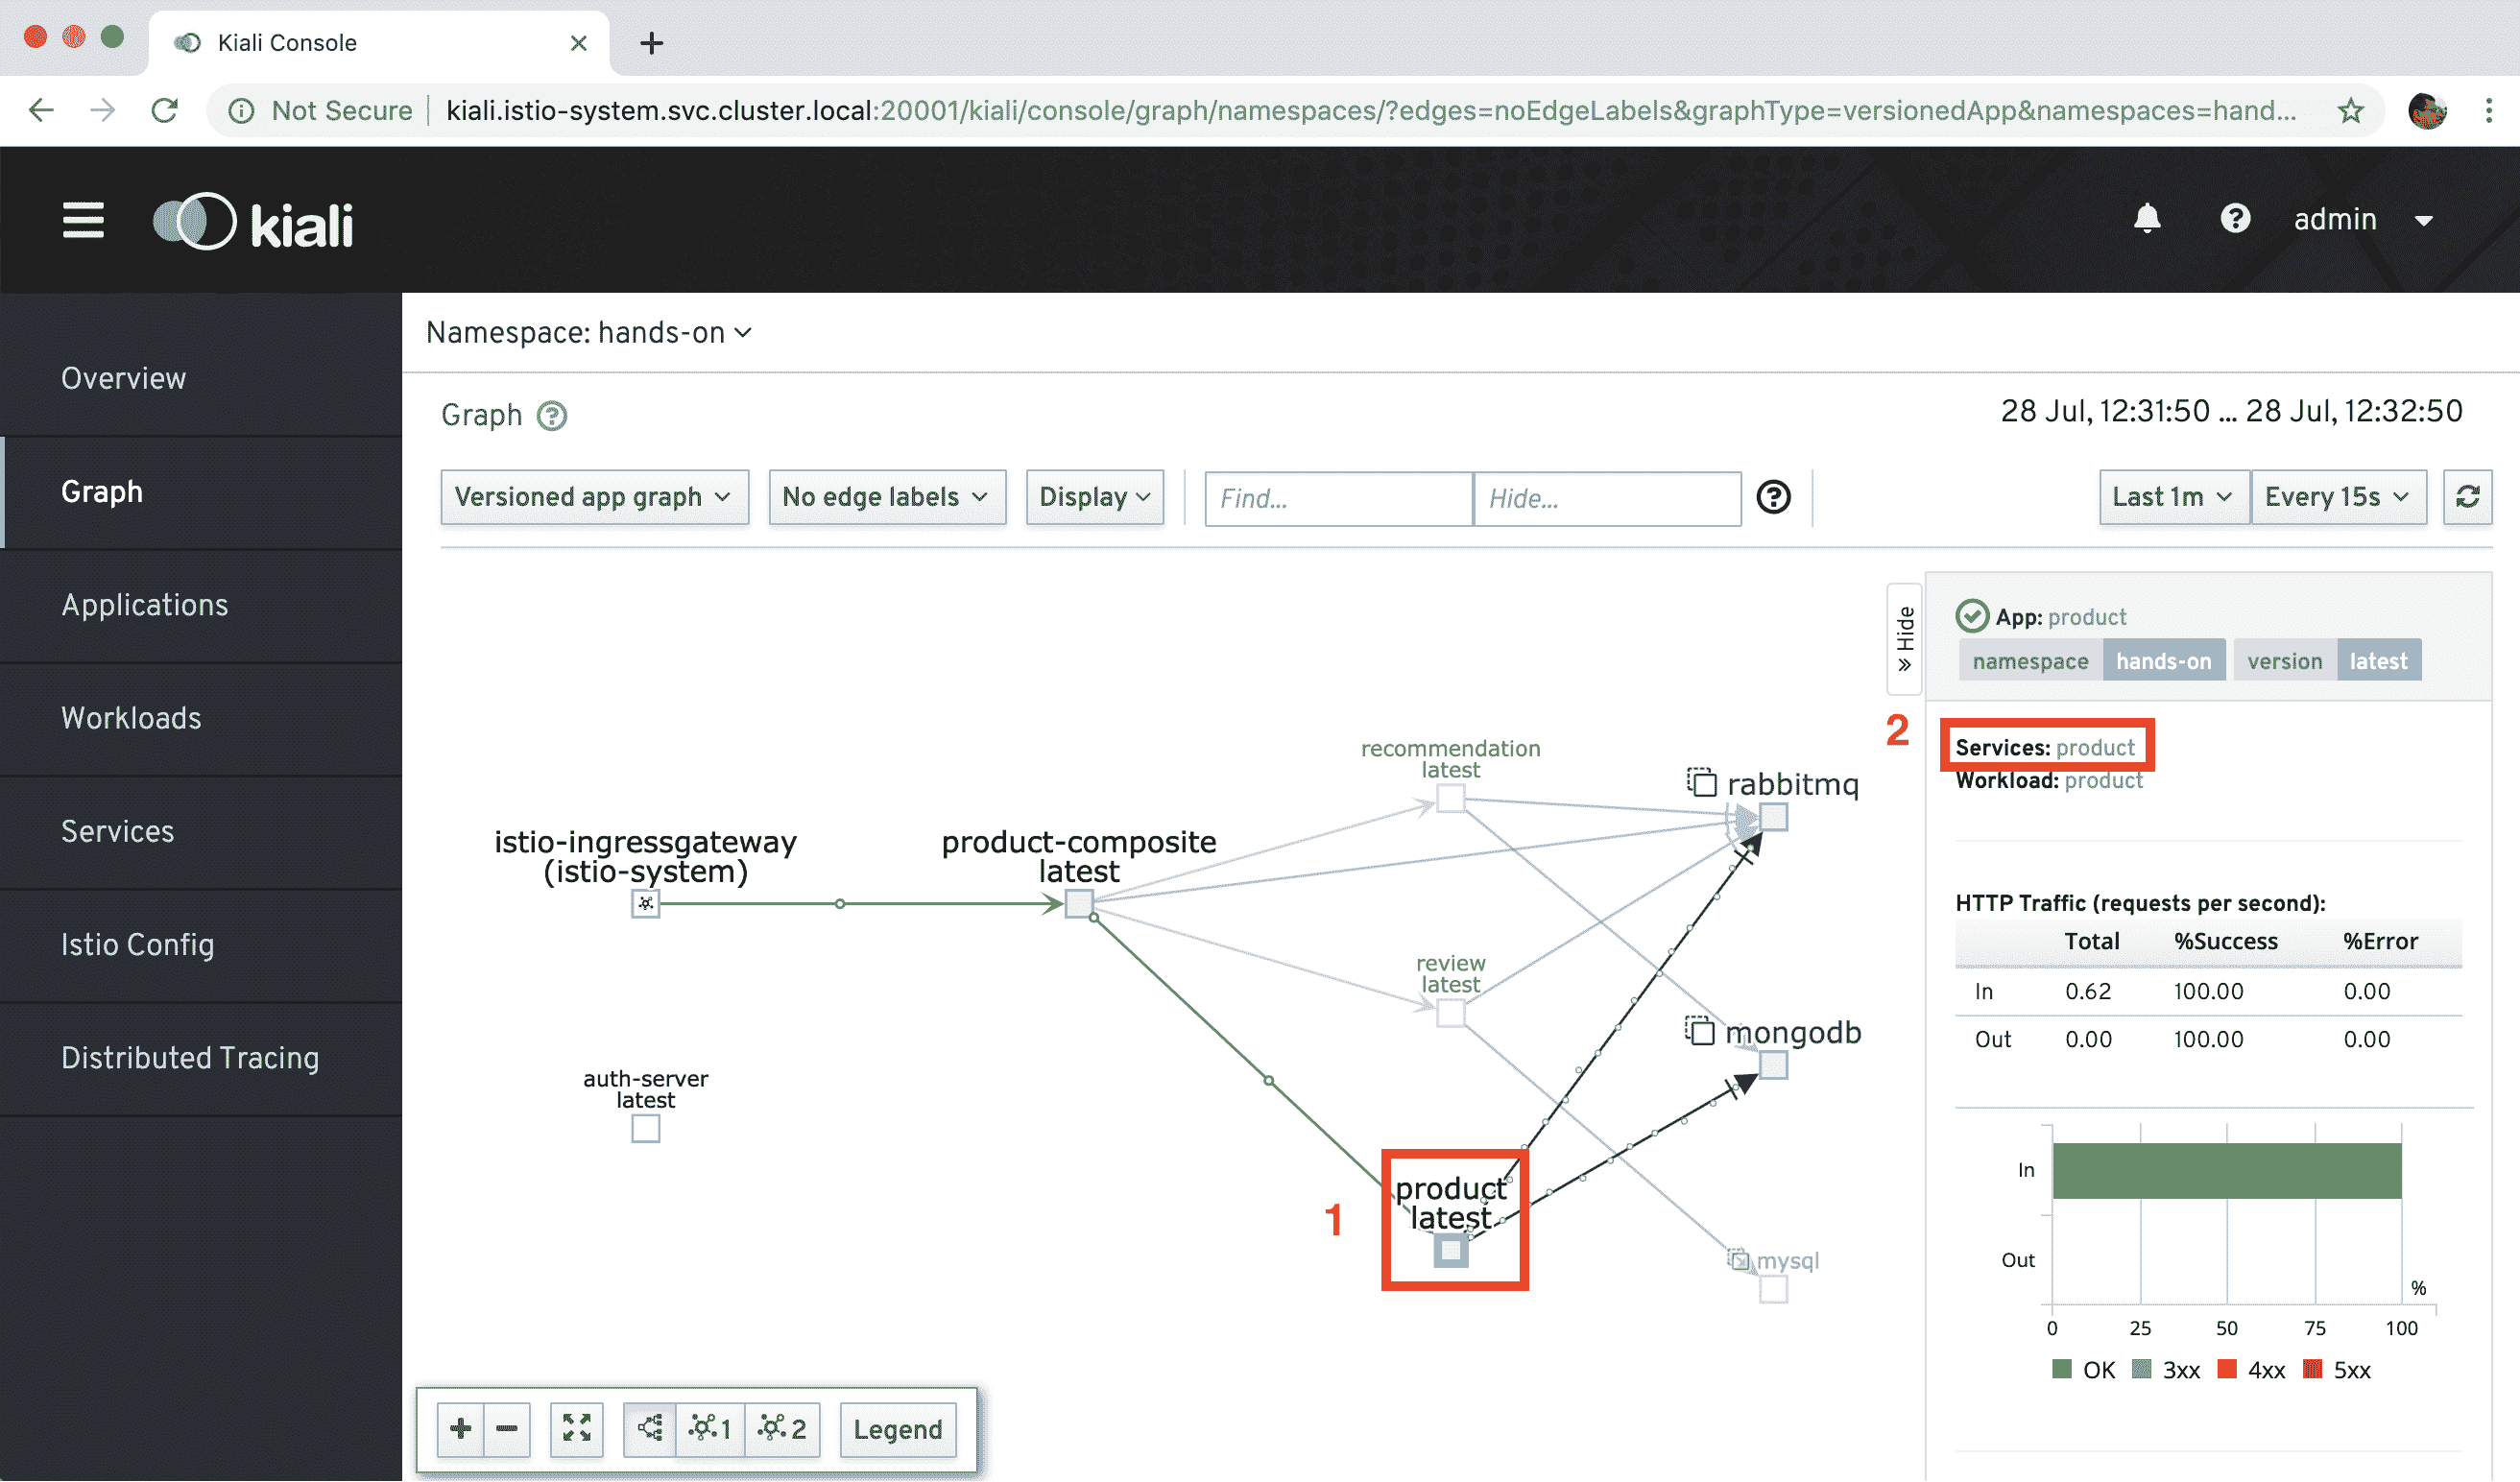 Kiali Console
Not Secure kiali.istio-system.svc.cluster.local:20001/kiali/console/graph/namespaces/?edges=noEdgeLabels&graphType=versionedApp&namespaces=hand...
kiali
admin
Namespace: hands-on
Overview
Graph
Applications
Workloads
Services
Istio Config
Distributed Tracing
Graph
28 Jul, 12:31:50 ... 28 Jul, 12:32:50
Versioned app graph No edge labels Display Find... Hide... Last 1m Every 15s
recommendation
latest
rabbitmq
istio-ingressgateway
(istio-system)
product-composite
latest
review
latest
mongodb
auth-server
latest
1
product
latest
mysql
+ − 1 2 Legend
Hide
2
App: product
namespace hands-on version latest
Services: product
Workload: product
HTTP Traffic (requests per second):
Total %Success %Error
In 0.62 100.00 0.00
Out 0.00 100.00 0.00
In
Out
%
0 25 50 75 100
OK 3xx 4xx 5xx